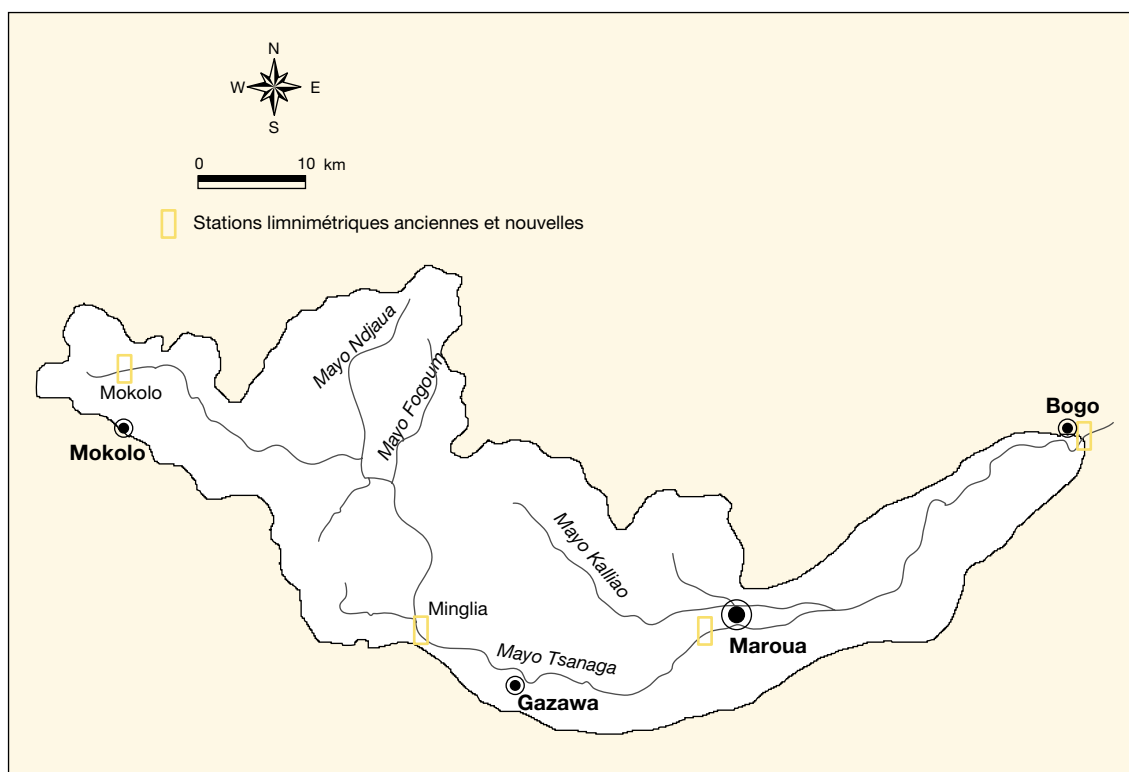 N
W E
S
0 10 km
Stations limnimétriques anciennes et nouvelles
Mayo Ndjaua
Mayo Fogoum
Mokolo
Mokolo
Bogo
Mayo Kalliao
Minglia
Maroua
Mayo Tsanaga
Gazawa